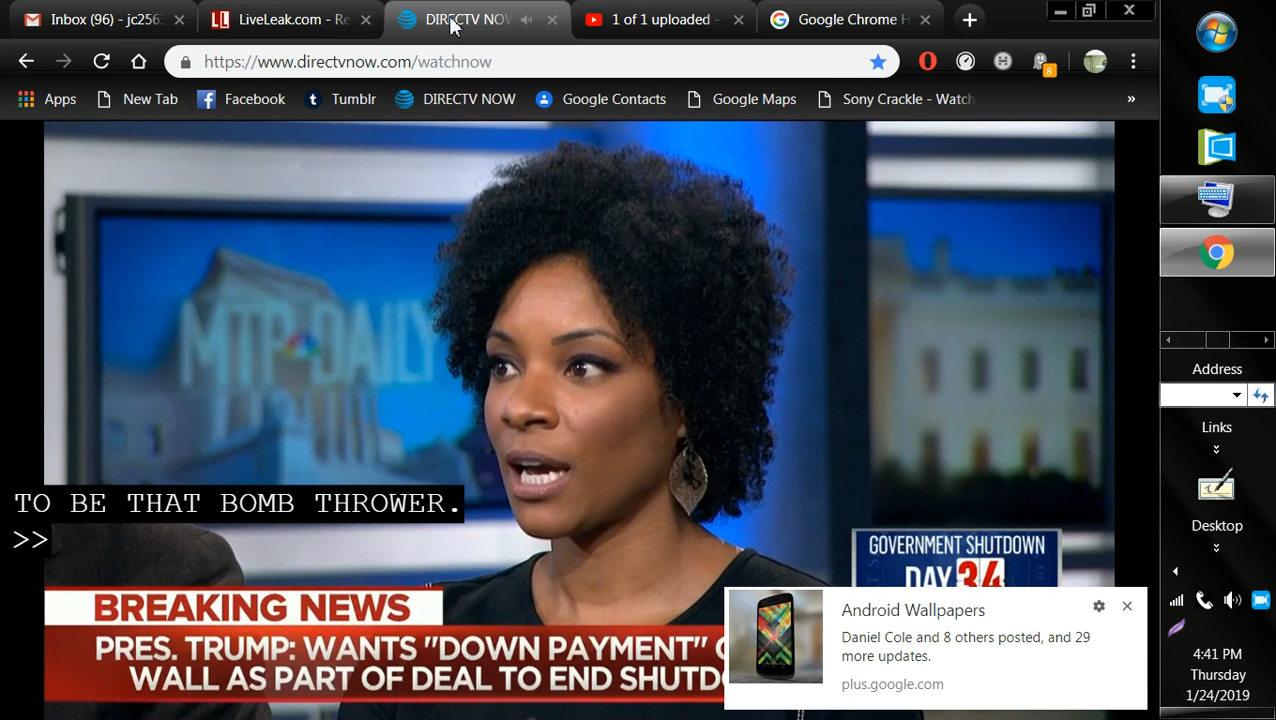 Inbox (96) - jc256
LiveLeak.com - Re
DIRECTV NOW
1 of 1 uploaded -
Google Chrome H
https://www.directvnow.com/watchnow
8
Apps
New Tab
Facebook
Tumblr
DIRECTV NOW
Google Contacts
Google Maps
Sony Crackle - Watch
»
MTP DAILY
TO BE THAT BOMB THROWER.
>>
GOVERNMENT SHUTDOWN
DAY 34
BREAKING NEWS
PRES. TRUMP: WANTS "DOWN PAYMENT"
WALL AS PART OF DEAL TO END
Android Wallpapers
Daniel Cole and 8 others posted, and 29
more updates.
plus.google.com
Address
Links
Desktop
4:41 PM
Thursday
1/24/2019